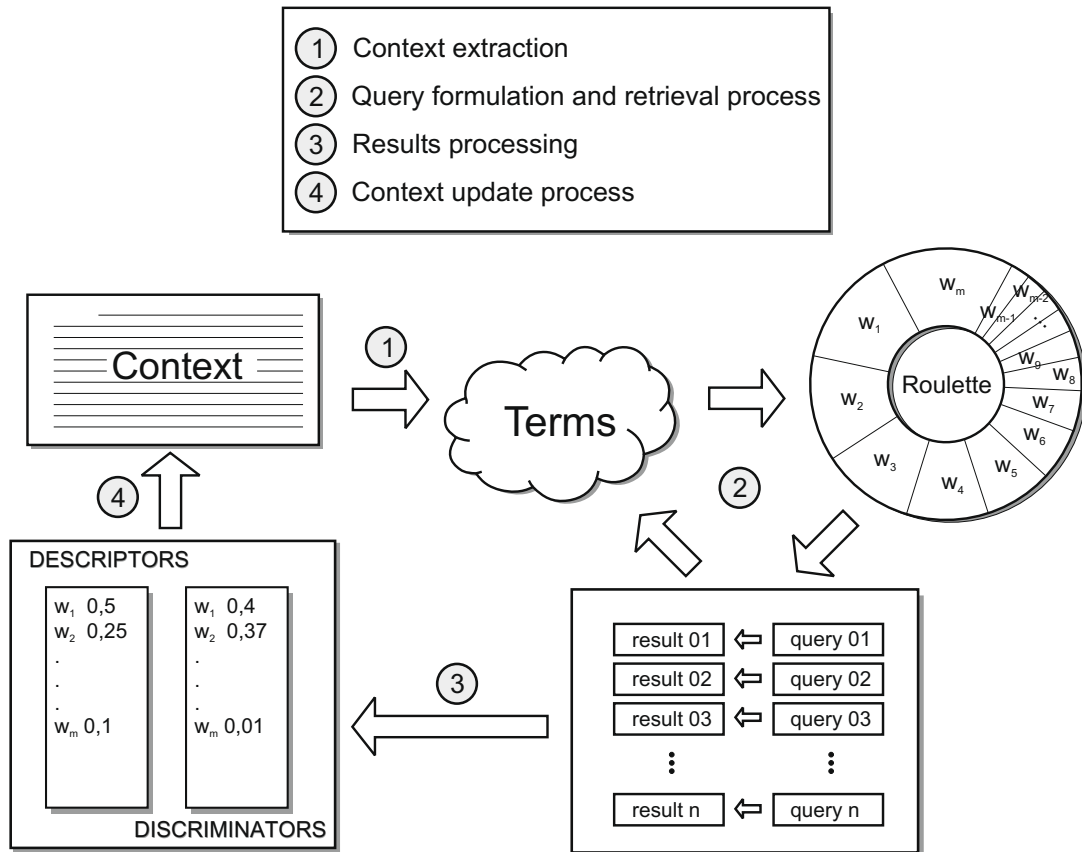 1 Context extraction
2 Query formulation and retrieval process
3 Results processing
4 Context update process
Context
1
Terms
2
Roulette
wₘ
wₘ₋₁
wₘ₋₂
...
w₉
w₈
w₇
w₆
w₅
w₄
w₃
w₂
w₁
4
DESCRIPTORS
w₁ 0,5
w₂ 0,25
.
.
.
wₘ 0,1
w₁ 0,4
w₂ 0,37
.
.
.
wₘ 0,01
DISCRIMINATORS
3
result 01 query 01
result 02 query 02
result 03 query 03
⋮ ⋮
result n query n